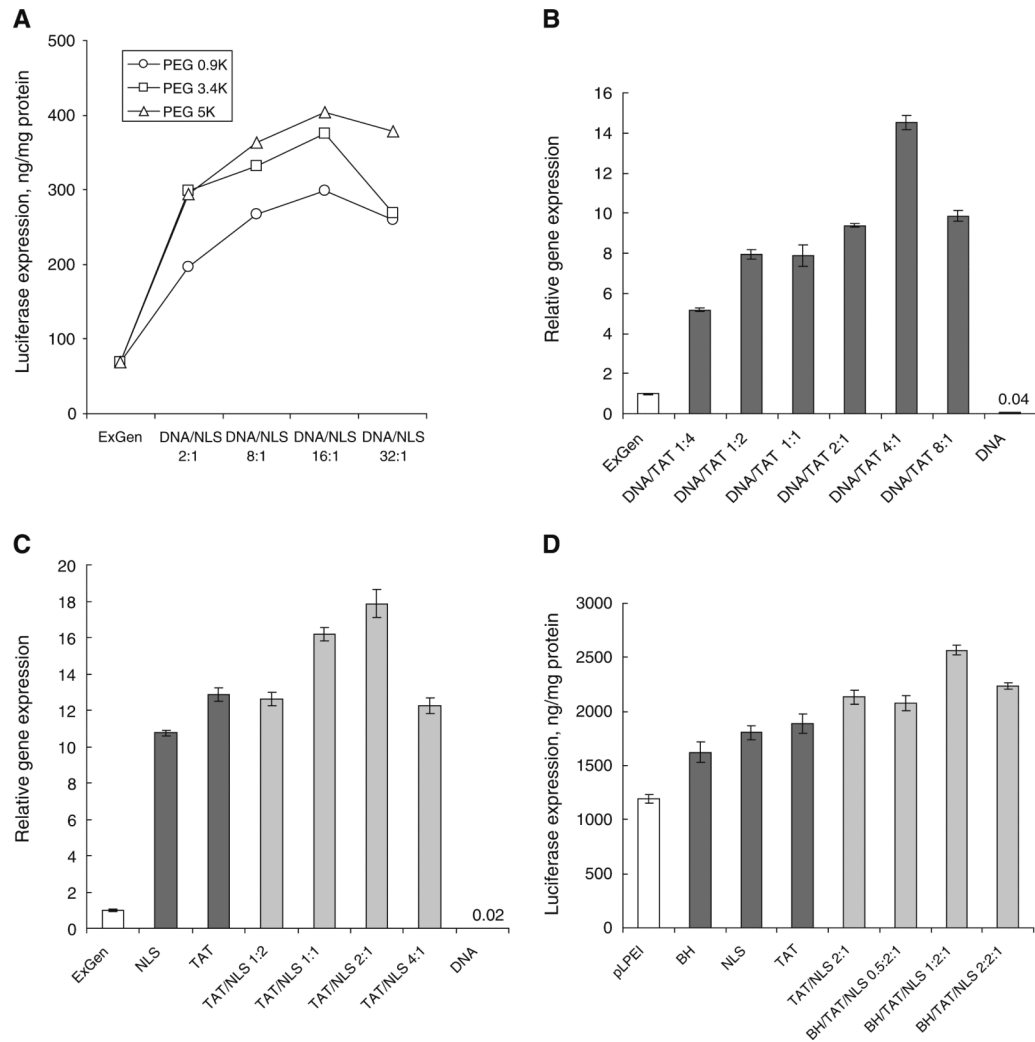 A
500
400
300
200
100
0
Luciferase expression, ng/mg protein
PEG 0.9K
PEG 3.4K
PEG 5K
ExGen
DNA/NLS
2:1
DNA/NLS
8:1
DNA/NLS
16:1
DNA/NLS
32:1
B
16
14
12
10
8
6
4
2
0
Relative gene expression
0.04
ExGen
DNA/TAT 1:4
DNA/TAT 1:2
DNA/TAT 1:1
DNA/TAT 2:1
DNA/TAT 4:1
DNA/TAT 8:1
DNA
C
20
18
16
14
12
10
8
6
4
2
0
Relative gene expression
0.02
ExGen
NLS
TAT
TAT/NLS 1:2
TAT/NLS 1:1
TAT/NLS 2:1
TAT/NLS 4:1
DNA
D
3000
2500
2000
1500
1000
500
0
Luciferase expression, ng/mg protein
pLPEI
BH
NLS
TAT
TAT/NLS 2:1
BH/TAT/NLS 0.5:2:1
BH/TAT/NLS 1:2:1
BH/TAT/NLS 2:2:1